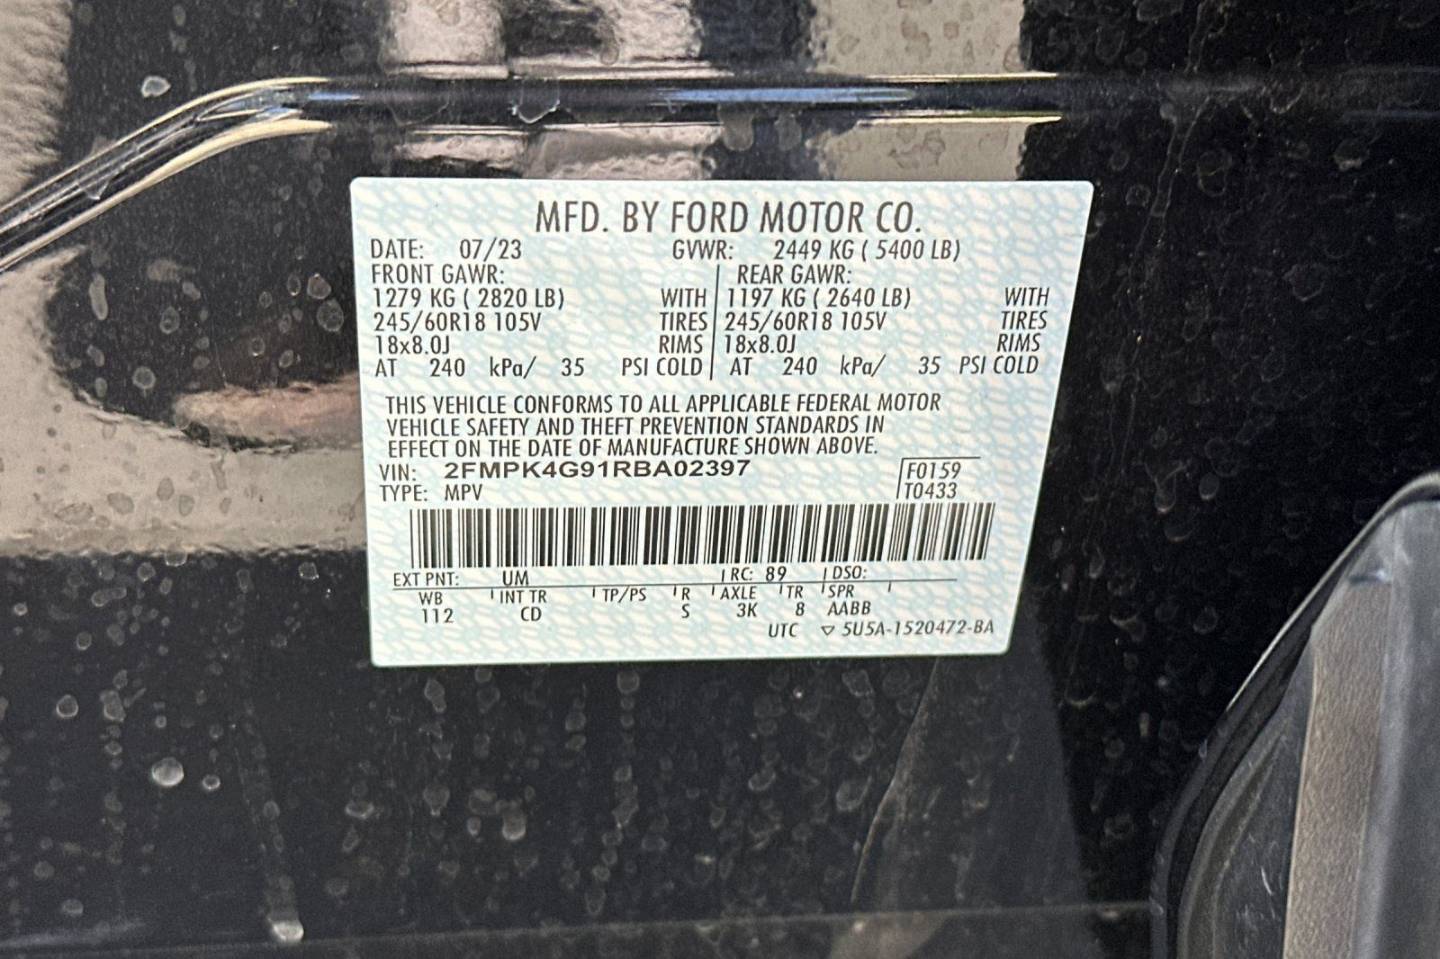 MFD. BY FORD MOTOR CO.
DATE: 07/23 GVWR: 2449 KG ( 5400 LB)
FRONT GAWR: REAR GAWR:
1279 KG ( 2820 LB) WITH 1197 KG ( 2640 LB) WITH
245/60R18 105V TIRES 245/60R18 105V TIRES
18x8.0J RIMS 18x8.0J RIMS
AT 240 kPa/ 35 PSI COLD AT 240 kPa/ 35 PSI COLD
THIS VEHICLE CONFORMS TO ALL APPLICABLE FEDERAL MOTOR
VEHICLE SAFETY AND THEFT PREVENTION STANDARDS IN
EFFECT ON THE DATE OF MANUFACTURE SHOWN ABOVE.
VIN: 2FMPK4G91RBA02397 F0159
TYPE: MPV T0433
EXT PNT: UM RC: 89 DSO:
WB INT TR TP/PS R AXLE TR SPR
112 CD S 3K 8 AABB
UTC ▽ 5U5A-1520472-BA